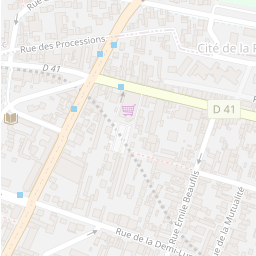 Rue des Processions
Cité de la
D 41
D 41
Rue Émile Beaufils
Rue de la Mutualité
Rue de la Demi-Lune